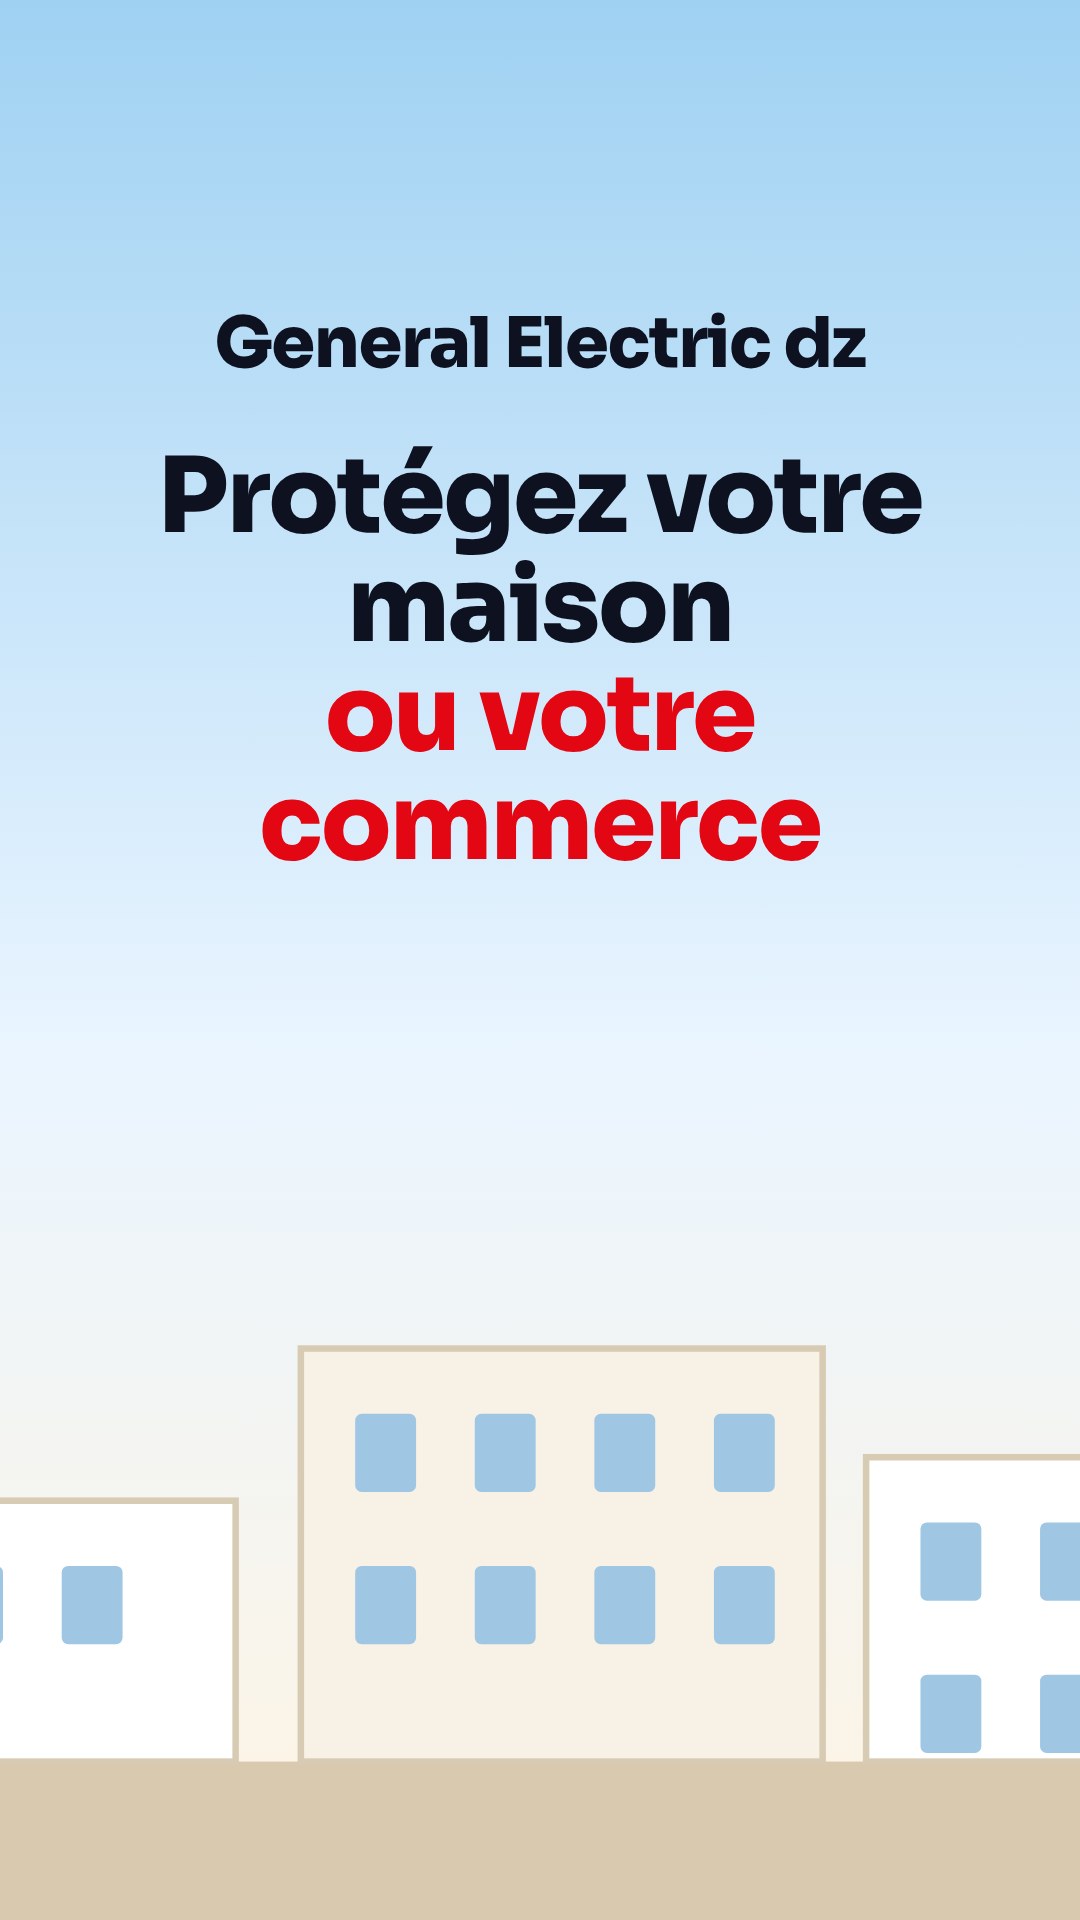 General Electric dz
Protégez votre
maison
ou votre
commerce